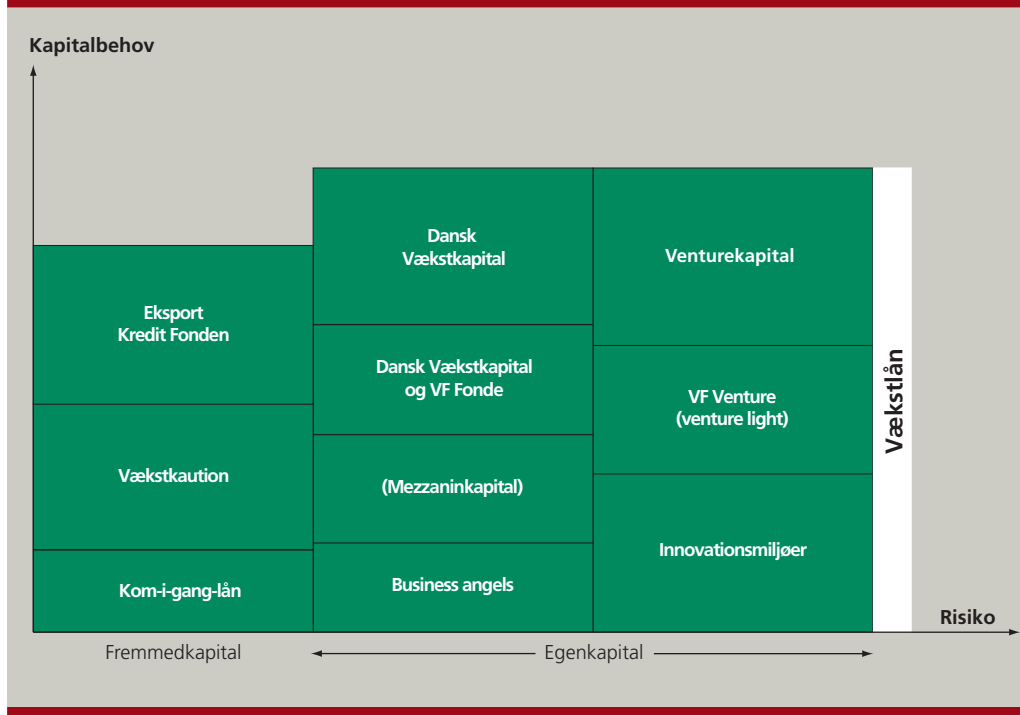 Kapitalbehov
Eksport
Kredit Fonden
Vækstkaution
Kom-i-gang-lån
Dansk
Vækstkapital
Dansk Vækstkapital
og VF Fonde
(Mezzaninkapital)
Business angels
Venturekapital
VF Venture
(venture light)
Innovationsmiljøer
Vækstlån
Risiko
Fremmedkapital
Egenkapital